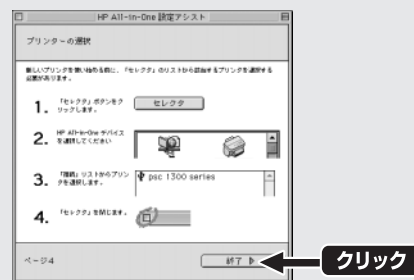 HP All-in-One 設定アシスト
プリンターの選択
新しいプリンタを使い始める前に、「セレクタ」のリストから該当するプリンタを選択する
必要があります。
1. 「セレクタ」ボタンをク
リックします。
セレクタ
2. HP All-in-One デバイス
を選択してください
3. 「接続」リストからプリン
タを選択します。
psc 1300 series
4. 「セレクタ」を閉じます。
ページ4
終了
クリック